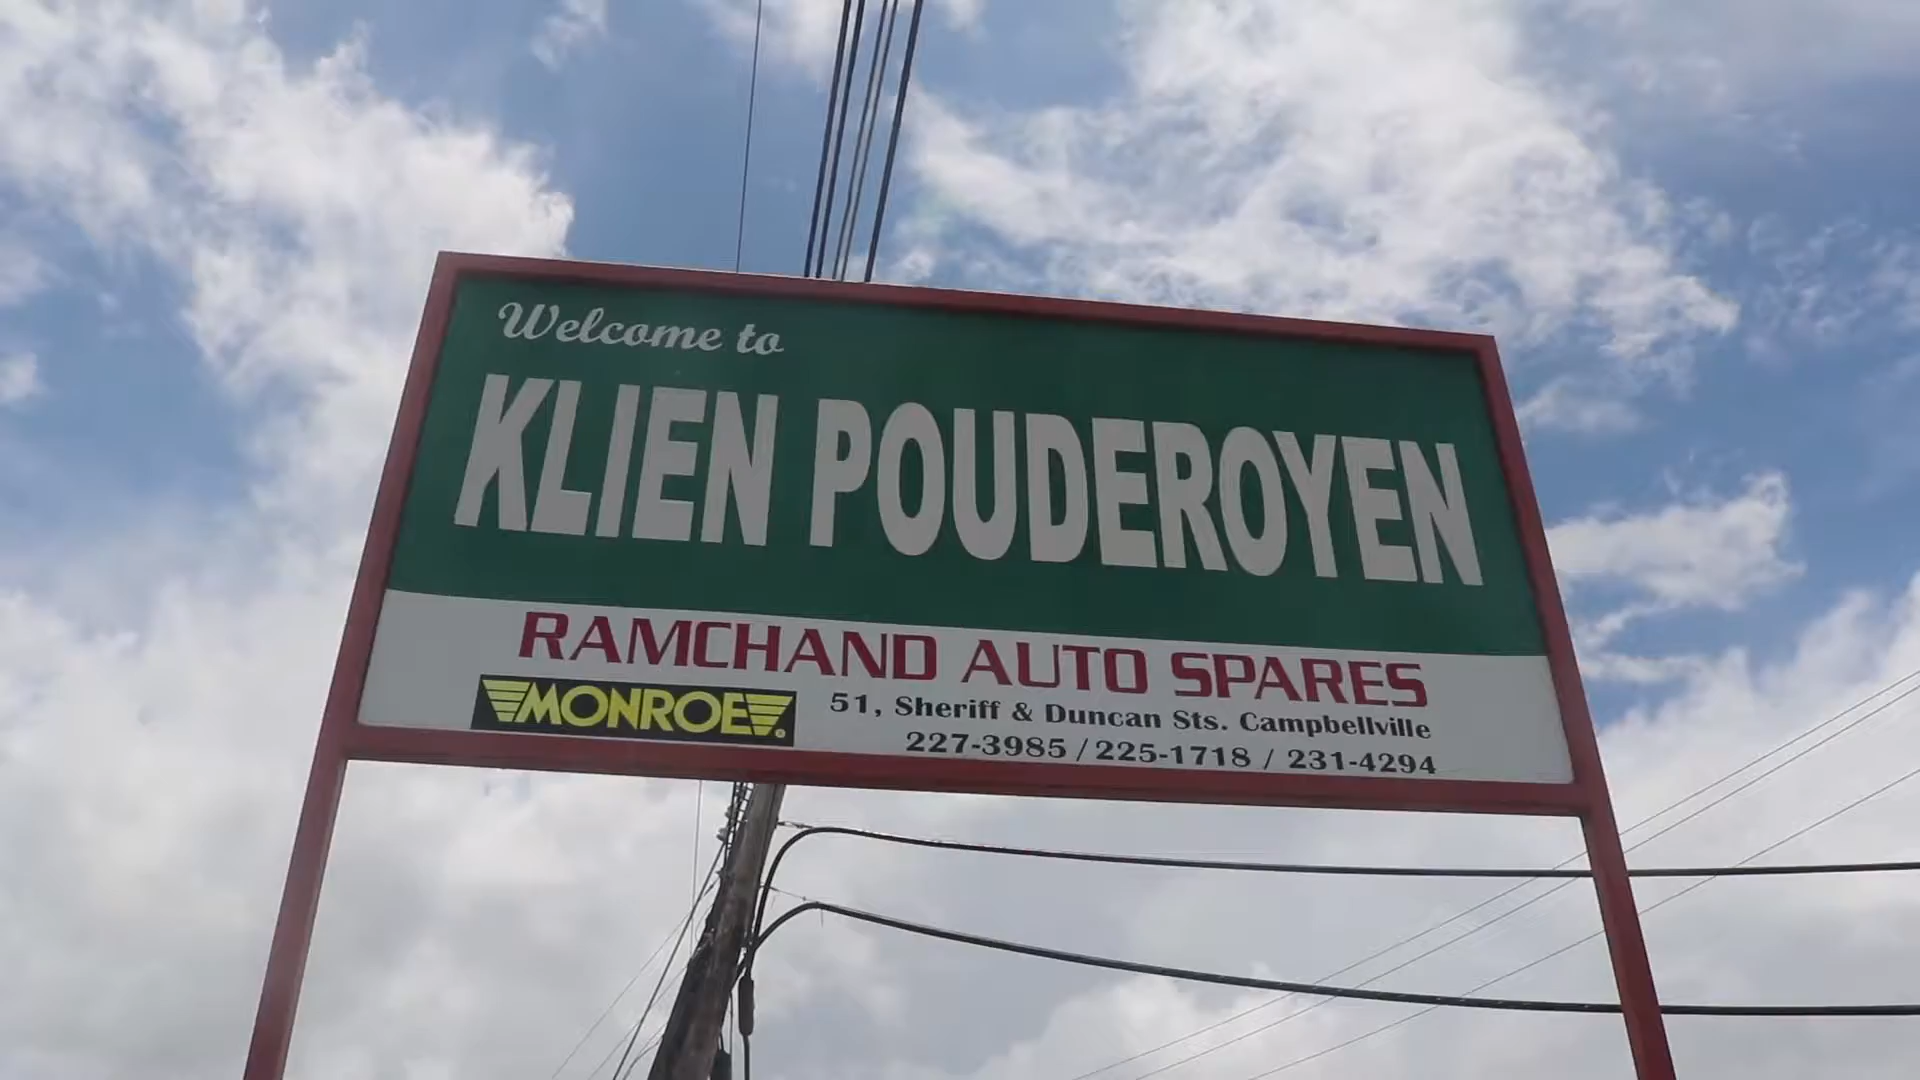 Welcome to
KLIEN POUDEROYEN
RAMCHAND AUTO SPARES
MONROE
51, Sheriff & Duncan Sts. Campbellville
227-3985 / 225-1718 / 231-4294